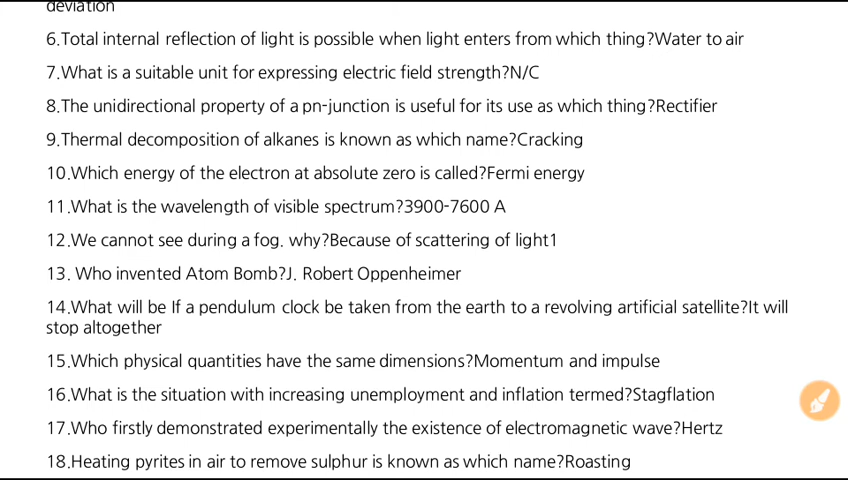 deviation
6.Total internal reflection of light is possible when light enters from which thing?Water to air
7.What is a suitable unit for expressing electric field strength?N/C
8.The unidirectional property of a pn-junction is useful for its use as which thing?Rectifier
9.Thermal decomposition of alkanes is known as which name?Cracking
10.Which energy of the electron at absolute zero is called?Fermi energy
11.What is the wavelength of visible spectrum?3900-7600 A
12.We cannot see during a fog. why?Because of scattering of light1
13. Who invented Atom Bomb?J. Robert Oppenheimer
14.What will be If a pendulum clock be taken from the earth to a revolving artificial satellite?It will
stop altogether
15.Which physical quantities have the same dimensions?Momentum and impulse
16.What is the situation with increasing unemployment and inflation termed?Stagflation
17.Who firstly demonstrated experimentally the existence of electromagnetic wave?Hertz
18.Heating pyrites in air to remove sulphur is known as which name?Roasting